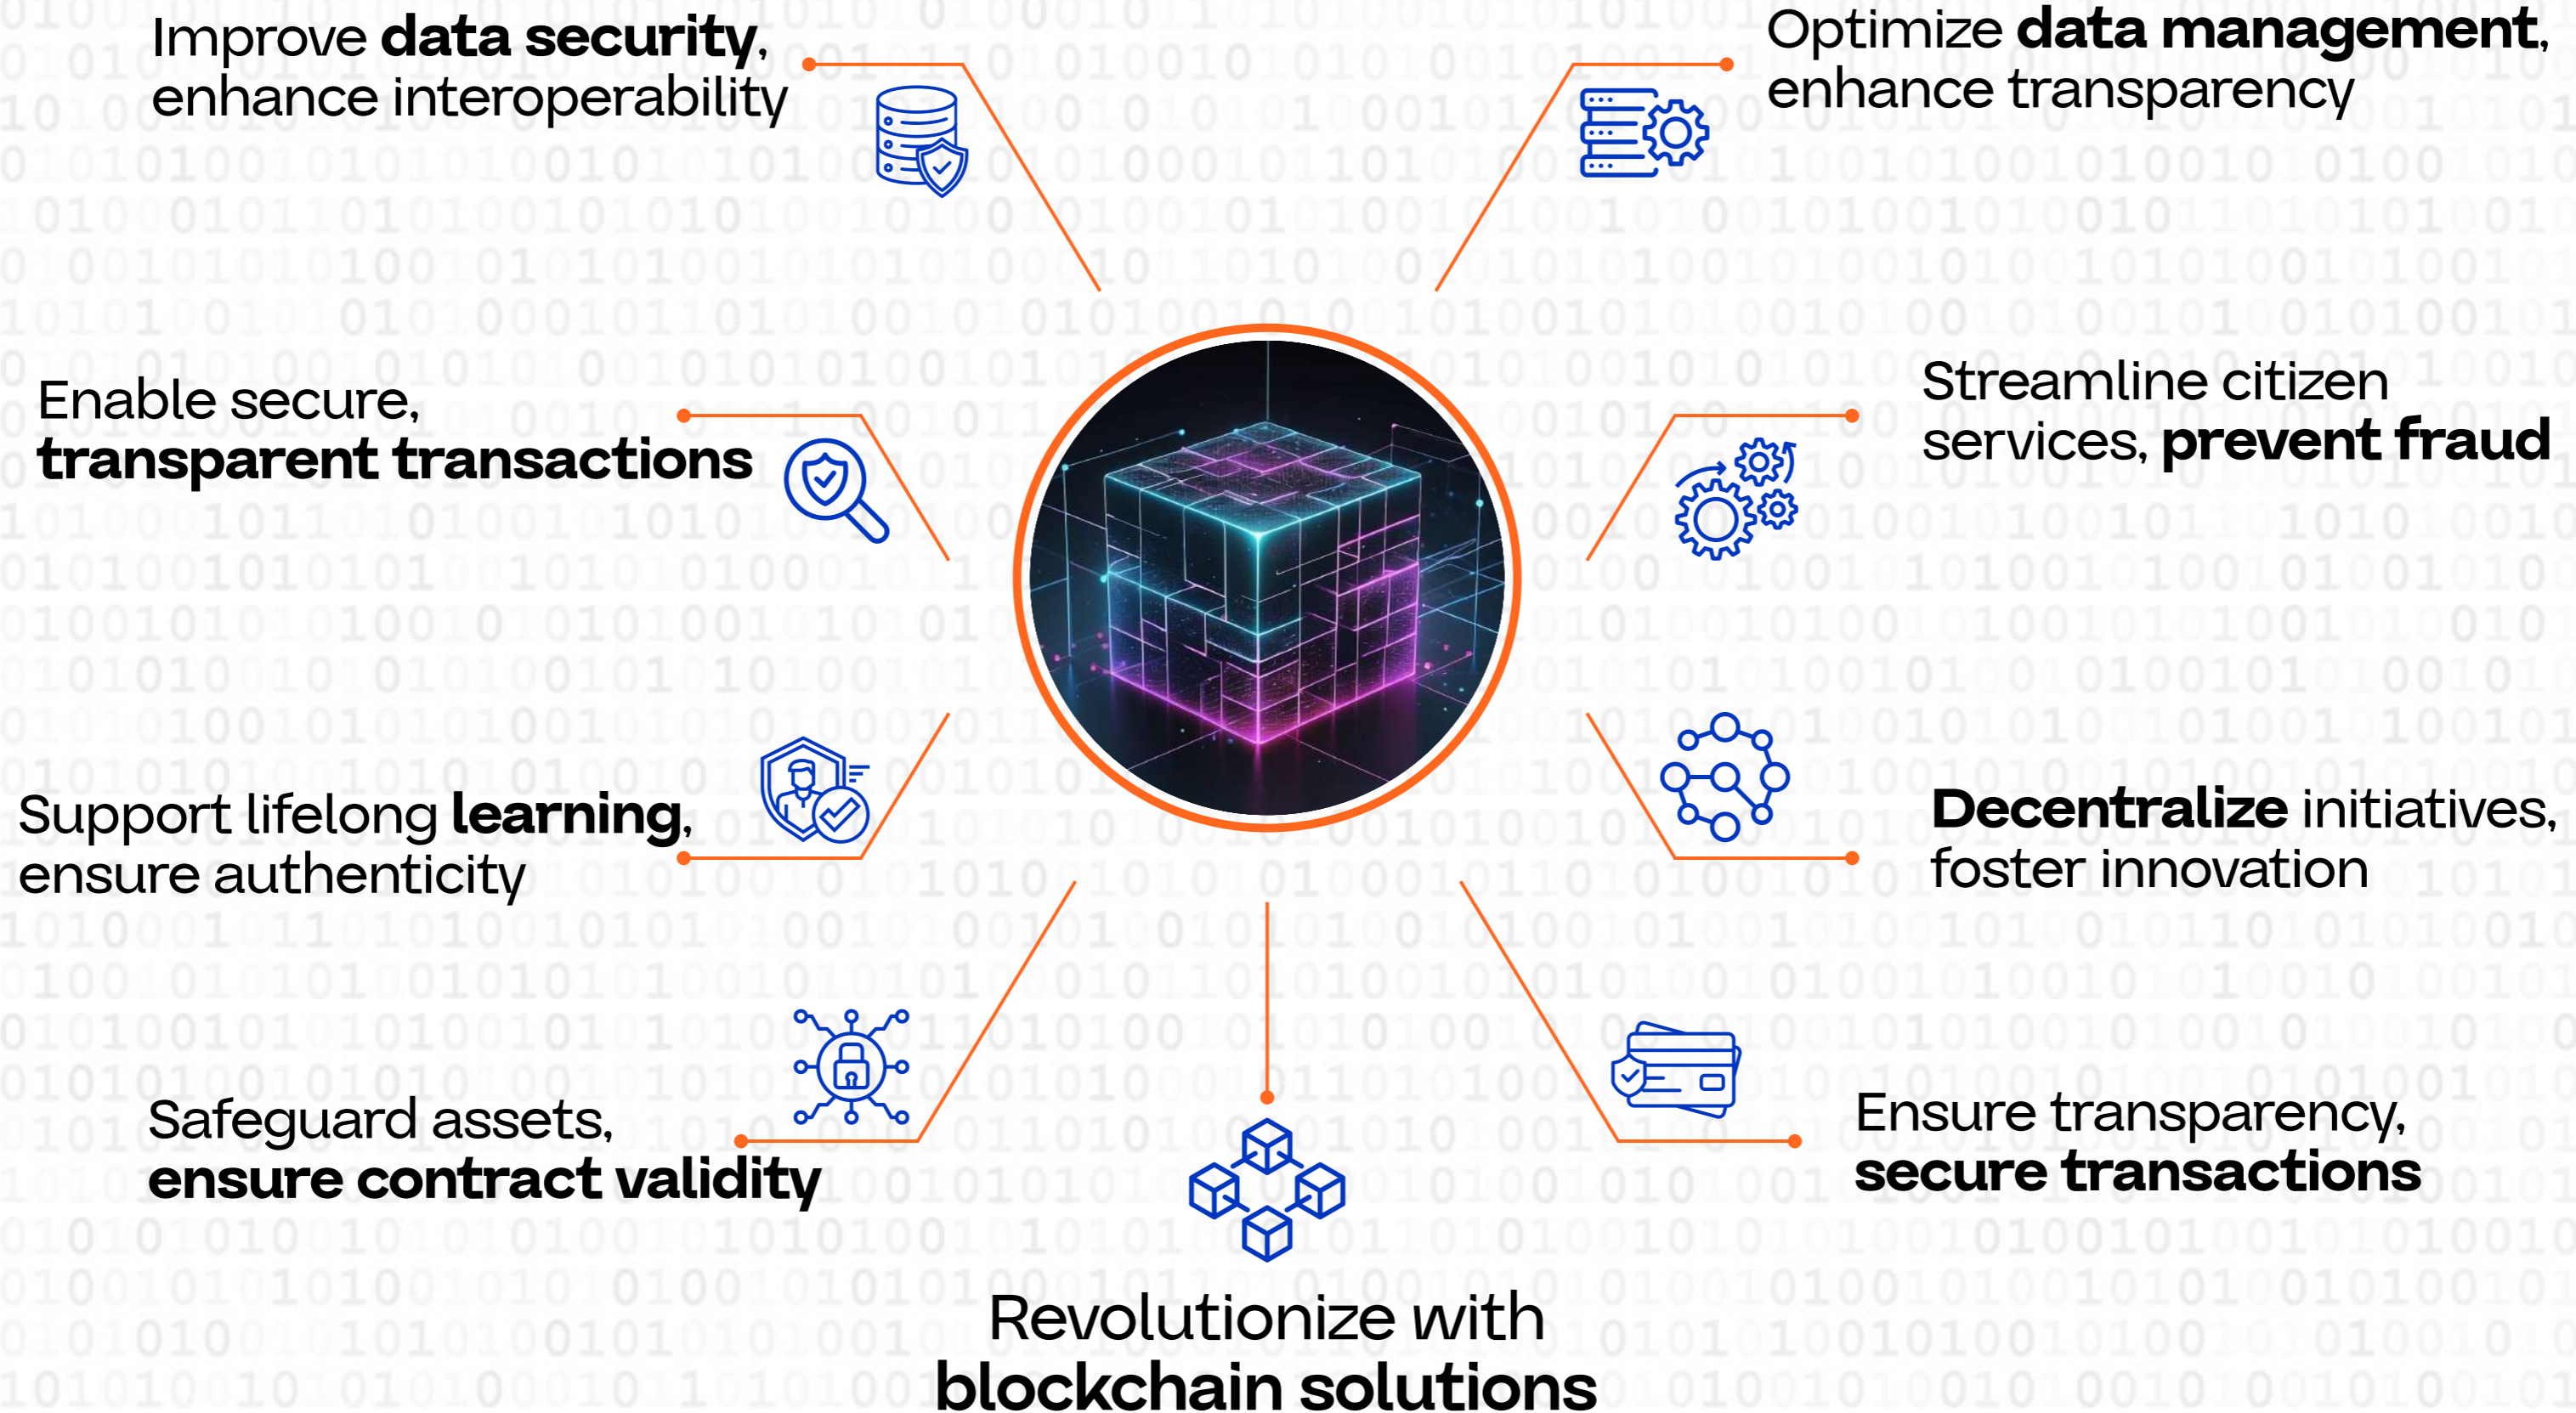 Improve data security,
enhance interoperability
Optimize data management,
enhance transparency
Enable secure,
transparent transactions
Streamline citizen
services, prevent fraud
Support lifelong learning,
ensure authenticity
Decentralize initiatives,
foster innovation
Safeguard assets,
ensure contract validity
Ensure transparency,
secure transactions
Revolutionize with
blockchain solutions